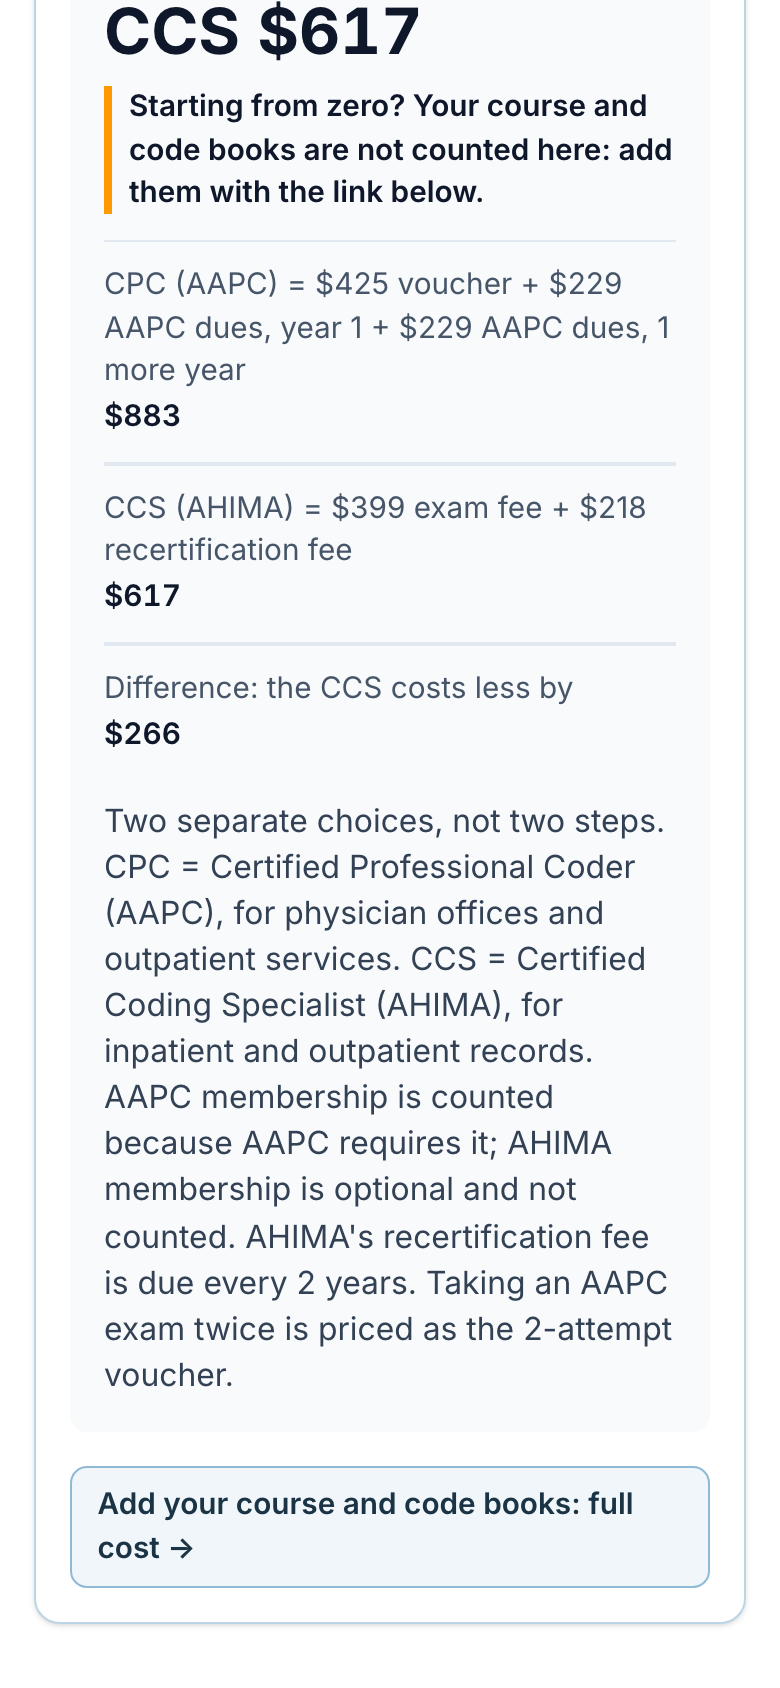 CCS $617
Starting from zero? Your course and
code books are not counted here: add
them with the link below.
CPC (AAPC) = $425 voucher + $229
AAPC dues, year 1 + $229 AAPC dues, 1
more year
$883
CCS (AHIMA) = $399 exam fee + $218
recertification fee
$617
Difference: the CCS costs less by
$266
Two separate choices, not two steps.
CPC = Certified Professional Coder
(AAPC), for physician offices and
outpatient services. CCS = Certified
Coding Specialist (AHIMA), for
inpatient and outpatient records.
AAPC membership is counted
because AAPC requires it; AHIMA
membership is optional and not
counted. AHIMA's recertification fee
is due every 2 years. Taking an AAPC
exam twice is priced as the 2-attempt
voucher.
Add your course and code books: full
cost →